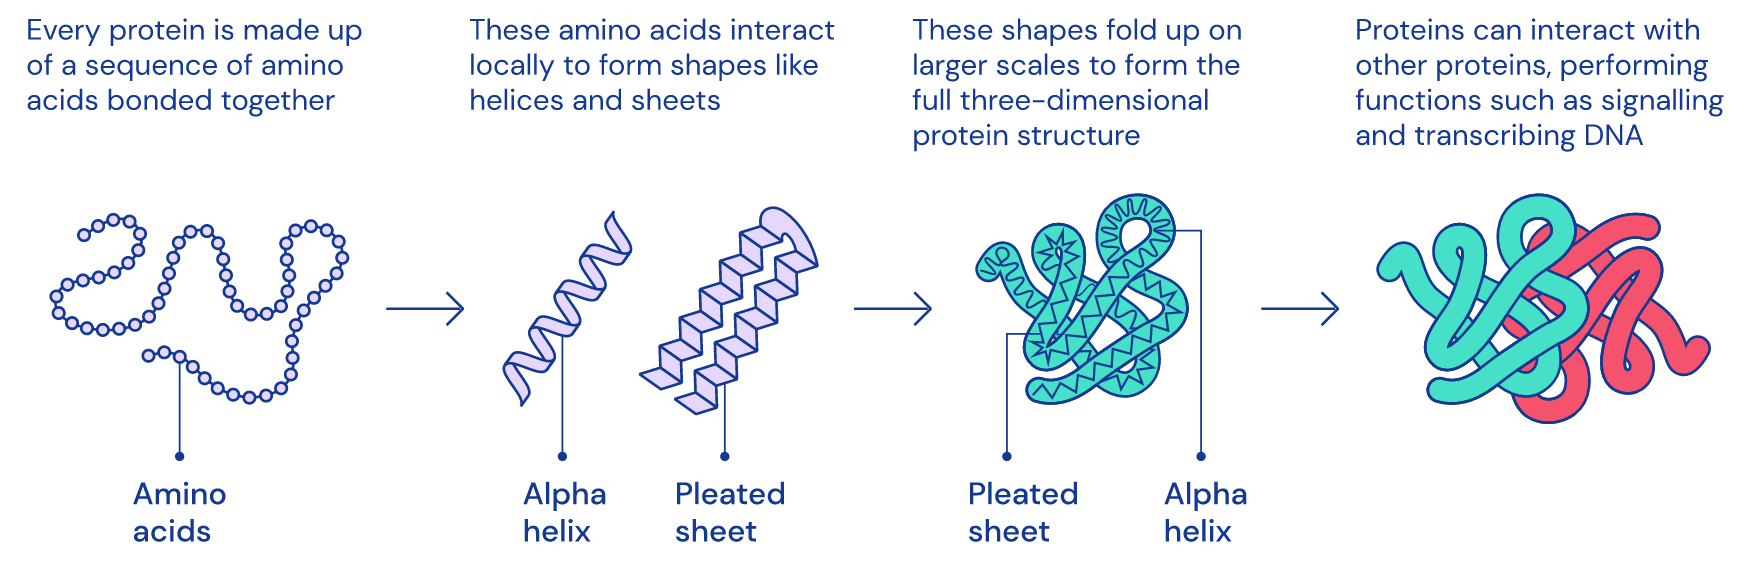 Every protein is made up
of a sequence of amino
acids bonded together
These amino acids interact
locally to form shapes like
helices and sheets
These shapes fold up on
larger scales to form the
full three-dimensional
protein structure
Proteins can interact with
other proteins, performing
functions such as signalling
and transcribing DNA
Amino
acids
Alpha
helix
Pleated
sheet
Pleated
sheet
Alpha
helix